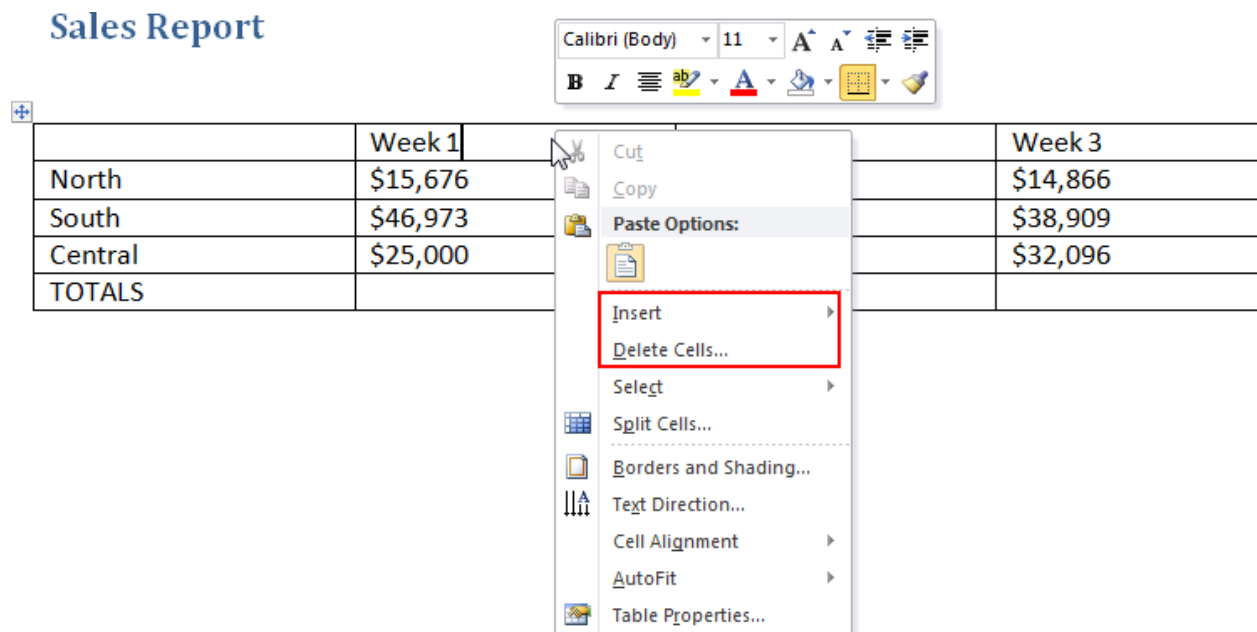 Sales Report
Calibri (Body) 11
Week 1 Week 3
North $15,676 $14,866
South $46,973 $38,909
Central $25,000 $32,096
TOTALS
Cut
Copy
Paste Options:
Insert
Delete Cells...
Select
Split Cells...
Borders and Shading...
Text Direction...
Cell Alignment
AutoFit
Table Properties...